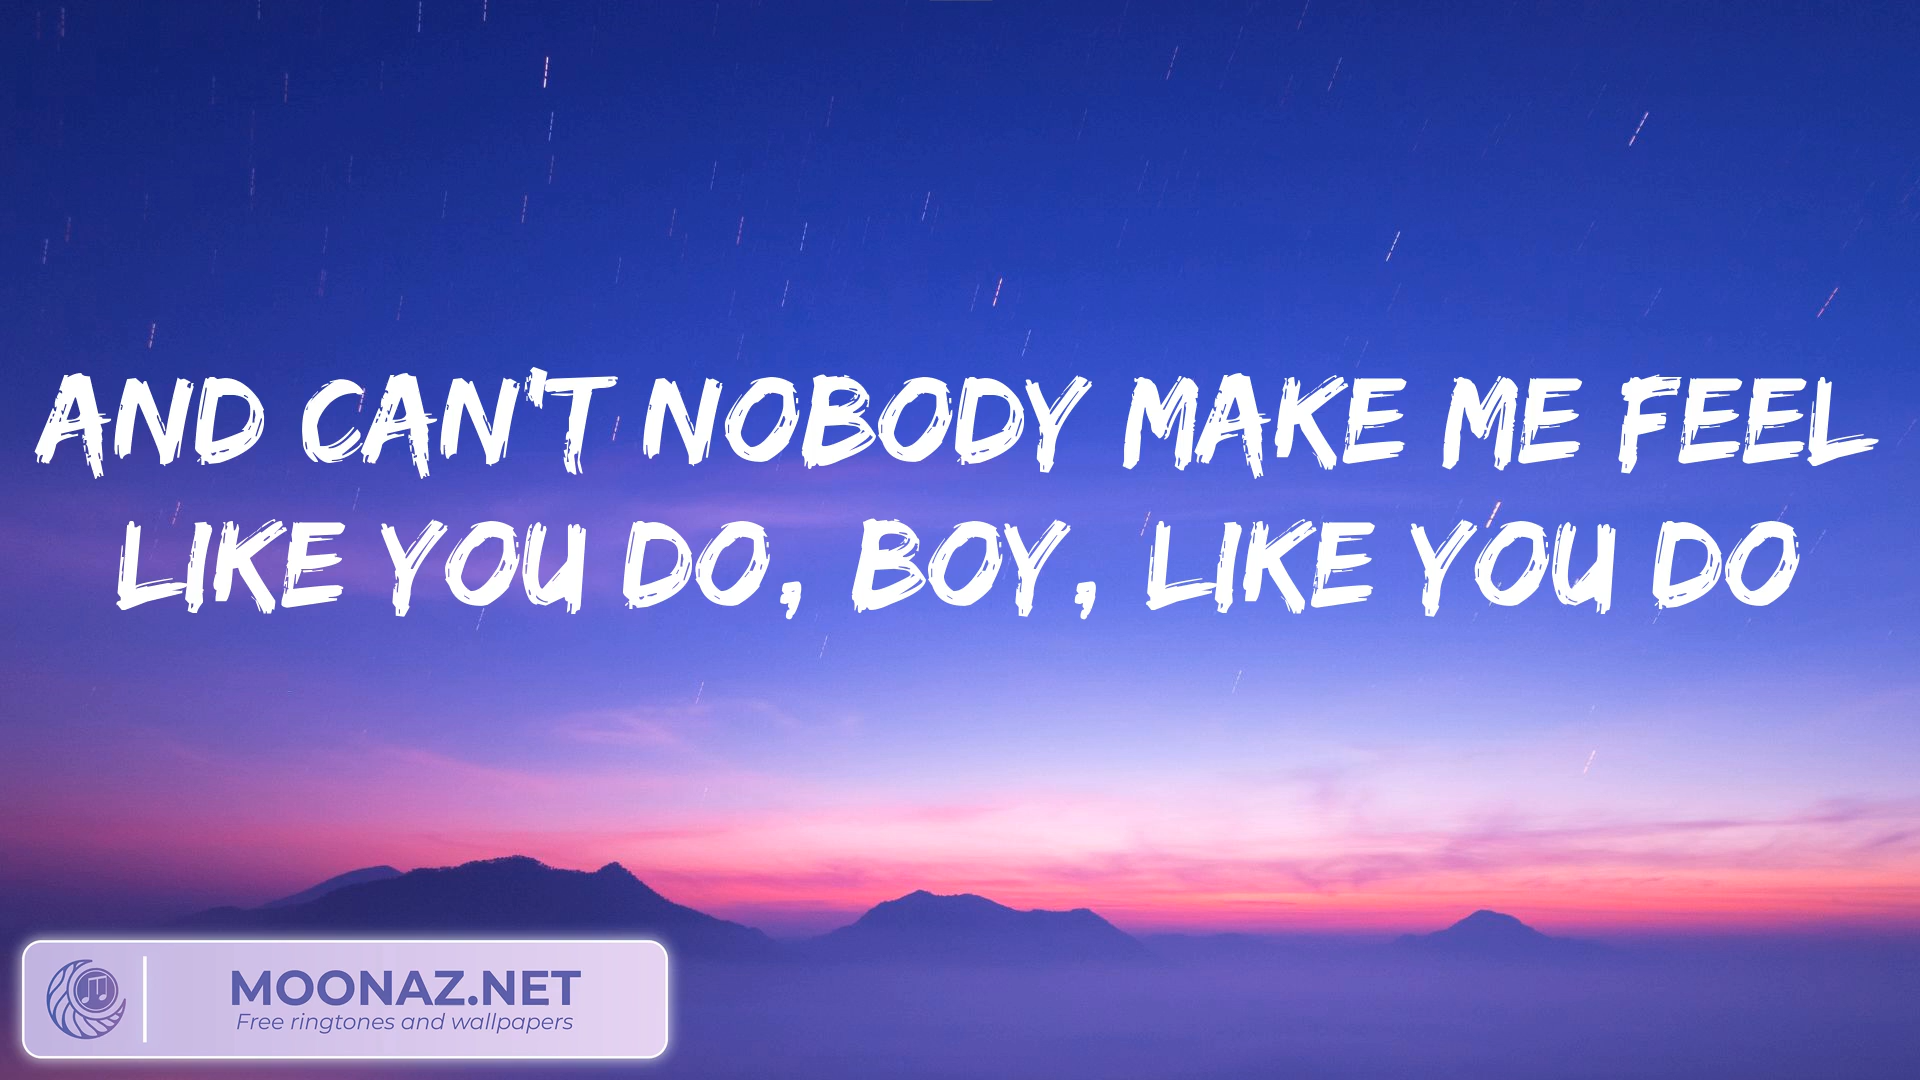 AND CAN'T NOBODY MAKE ME FEEL
LIKE YOU DO, BOY, LIKE YOU DO
MOONAZ.NET
Free ringtones and wallpapers